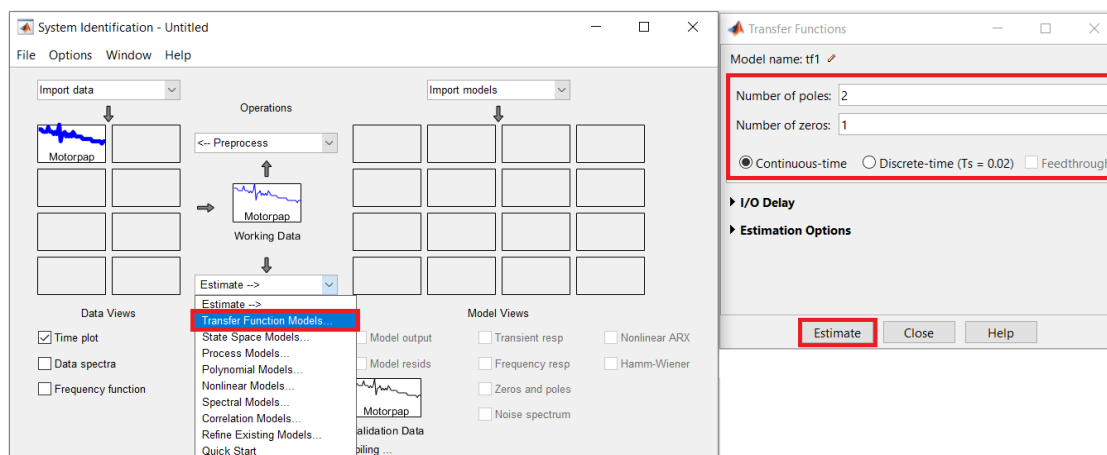 System Identification - Untitled
File Options Window Help
Import data
Import models
Operations
Motorpap
<-- Preprocess
Motorpap
Working Data
Estimate -->
Estimate -->
Transfer Function Models...
State Space Models...
Process Models...
Polynomial Models...
Nonlinear Models...
Spectral Models...
Correlation Models...
Refine Existing Models...
Quick Start
Data Views
Time plot
Data spectra
Frequency function
Model Views
Model output
Transient resp
Nonlinear ARX
Model resids
Frequency resp
Hamm-Wiener
Zeros and poles
Noise spectrum
Motorpap
alidation Data
piling ...
Transfer Functions
Model name: tf1
Number of poles: 2
Number of zeros: 1
Continuous-time Discrete-time (Ts = 0.02) Feedthroug
I/O Delay
Estimation Options
Estimate Close Help